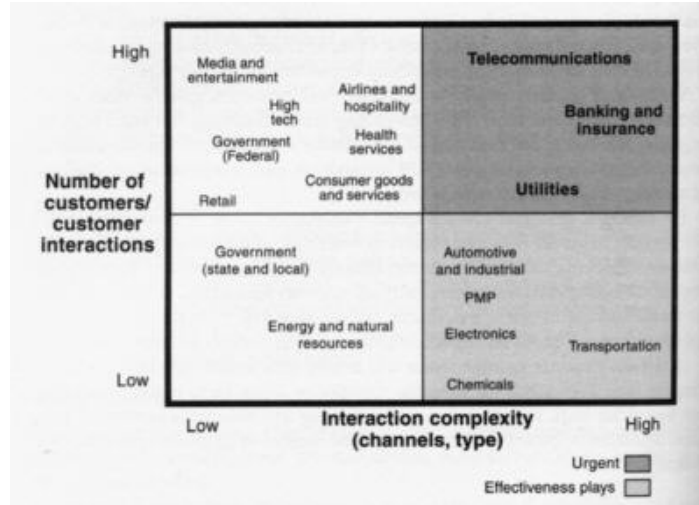 High
Media and
entertainment
High
tech
Government
(Federal)
Retail
Airlines and
hospitality
Health
services
Consumer goods
and services
Telecommunications
Banking and
insurance
Utilities
Number of
customers/
customer
interactions
Government
(state and local)
Energy and natural
resources
Automotive
and industrial
PMP
Electronics
Transportation
Chemicals
Low
Low
Interaction complexity
(channels, type)
High
Urgent
Effectiveness plays